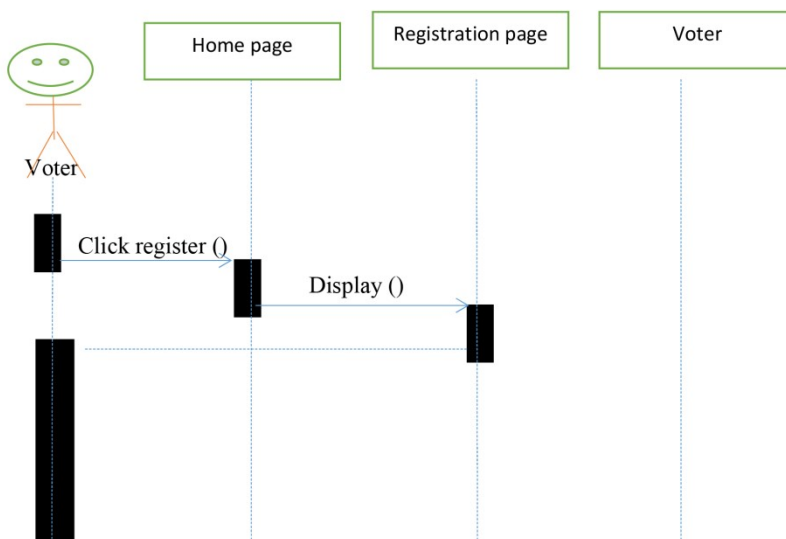 Home page
Registration page
Voter
Voter
Click register ()
Display ()